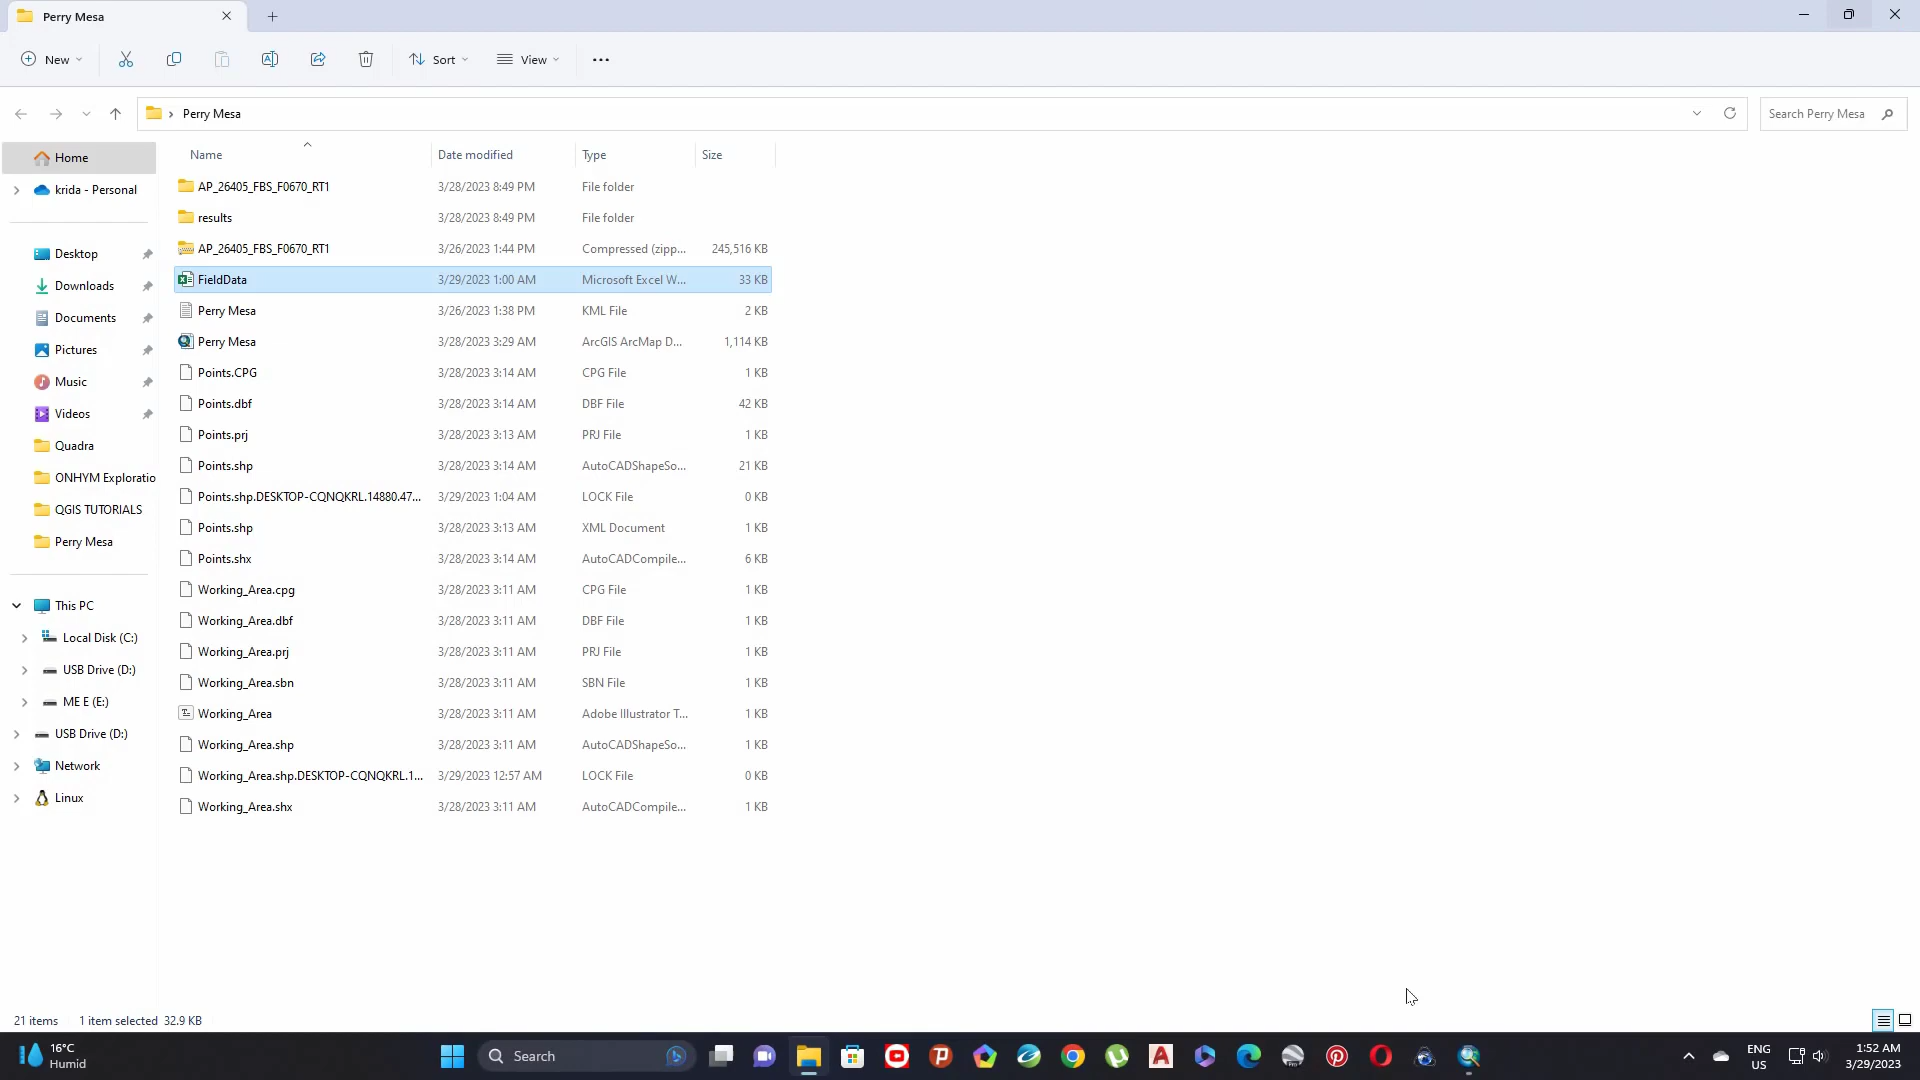 Perry Mesa
New
Sort
View
Perry Mesa
Search Perry Mesa
Name Date modified Type Size
Home
krida - Personal
Desktop
Downloads
Documents
Pictures
Music
Videos
Quadra
ONHYM Exploratio
QGIS TUTORIALS
Perry Mesa
This PC
Local Disk (C:)
USB Drive (D:)
ME E (E:)
USB Drive (D:)
Network
Linux
AP_26405_FBS_F0670_RT1 3/28/2023 8:49 PM File folder
results 3/28/2023 8:49 PM File folder
AP_26405_FBS_F0670_RT1 3/26/2023 1:44 PM Compressed (zipp... 245,516 KB
FieldData 3/29/2023 1:00 AM Microsoft Excel W... 33 KB
Perry Mesa 3/26/2023 1:38 PM KML File 2 KB
Perry Mesa 3/28/2023 3:29 AM ArcGIS ArcMap D... 1,114 KB
Points.CPG 3/28/2023 3:14 AM CPG File 1 KB
Points.dbf 3/28/2023 3:14 AM DBF File 42 KB
Points.prj 3/28/2023 3:13 AM PRJ File 1 KB
Points.shp 3/28/2023 3:14 AM AutoCADShapeSo... 21 KB
Points.shp.DESKTOP-CQNQKRL.14880.47... 3/29/2023 1:04 AM LOCK File 0 KB
Points.shp 3/28/2023 3:13 AM XML Document 1 KB
Points.shx 3/28/2023 3:14 AM AutoCADCompile... 6 KB
Working_Area.cpg 3/28/2023 3:11 AM CPG File 1 KB
Working_Area.dbf 3/28/2023 3:11 AM DBF File 1 KB
Working_Area.prj 3/28/2023 3:11 AM PRJ File 1 KB
Working_Area.sbn 3/28/2023 3:11 AM SBN File 1 KB
Working_Area 3/28/2023 3:11 AM Adobe Illustrator T... 1 KB
Working_Area.shp 3/28/2023 3:11 AM AutoCADShapeSo... 1 KB
Working_Area.shp.DESKTOP-CQNQKRL.1... 3/29/2023 12:57 AM LOCK File 0 KB
Working_Area.shx 3/28/2023 3:11 AM AutoCADCompile... 1 KB
21 items 1 item selected 32.9 KB
16°C
Humid
Search
ENG
US
1:52 AM
3/29/2023